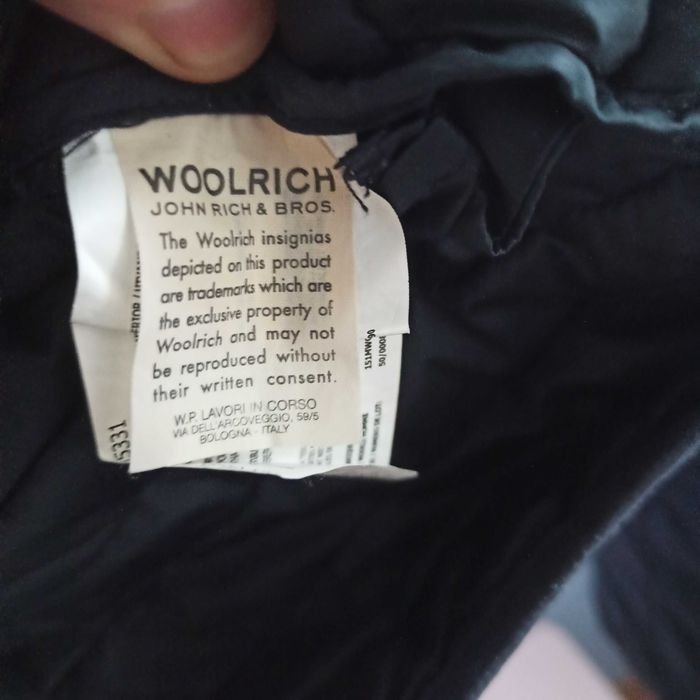 WOOLRICH
JOHN RICH & BROS.
The Woolrich insignias
depicted on this product
are trademarks which are
the exclusive property of
Woolrich and may not
be reproduced without
their written consent.
W.P. LAVORI IN CORSO
VIA DELL'ARCOVEGGIO, 59/5
BOLOGNA - ITALY
5331